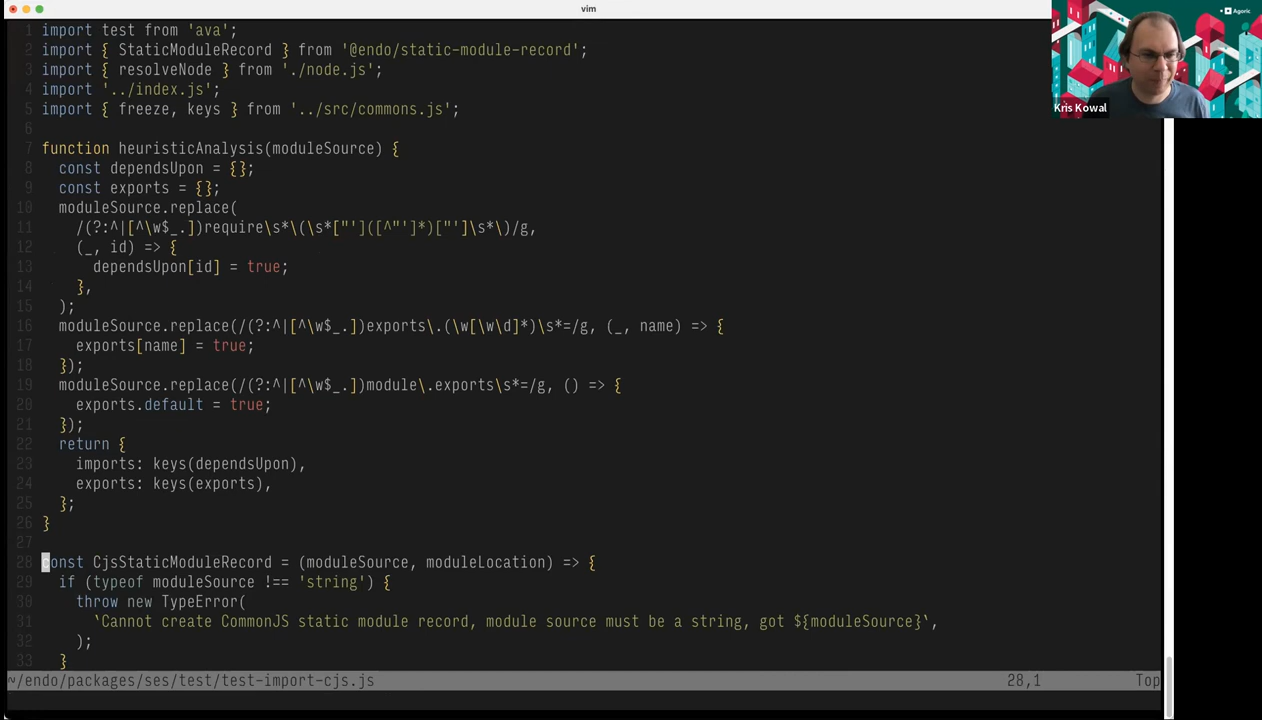 vim
Agoric
Kris Kowal
1 import test from 'ava';
2 import { StaticModuleRecord } from '@endo/static-module-record';
3 import { resolveNode } from './node.js';
4 import '../index.js';
5 import { freeze, keys } from '../src/commons.js';
6
7 function heuristicAnalysis(moduleSource) {
8   const dependsUpon = {};
9   const exports = {};
10   moduleSource.replace(
11     /(?:^|[^\w$_.])require\s*\(\s*["']([^"']*)["']\s*\)/g,
12     (_, id) => {
13       dependsUpon[id] = true;
14     },
15   );
16   moduleSource.replace(/(?:^|[^\w$_.])exports\.(\w[\w\d]*)\s*=/g, (_, name) => {
17     exports[name] = true;
18   });
19   moduleSource.replace(/(?:^|[^\w$_.])module\.exports\s*=/g, () => {
20     exports.default = true;
21   });
22   return {
23     imports: keys(dependsUpon),
24     exports: keys(exports),
25   };
26 }
27
28 const CjsStaticModuleRecord = (moduleSource, moduleLocation) => {
29   if (typeof moduleSource !== 'string') {
30     throw new TypeError(
31       `Cannot create CommonJS static module record, module source must be a string, got ${moduleSource}`,
32     );
33   }
~/endo/packages/ses/test/test-import-cjs.js 28,1 Top